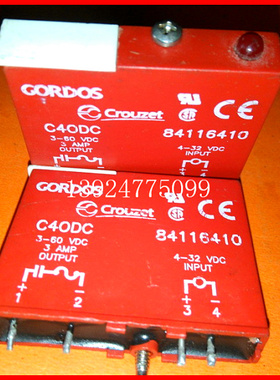 GORDOS
Crouzet
CE
C4ODC
84116410
3-60 VDC
3 AMP
OUTPUT
4-32 VDC
INPUT
18924775099
GORDOS
Crouzet
CE
C4ODC
84116410
3-60 VDC
3 AMP
OUTPUT
4-32 VDC
INPUT
+ - + -
1 2 3 4